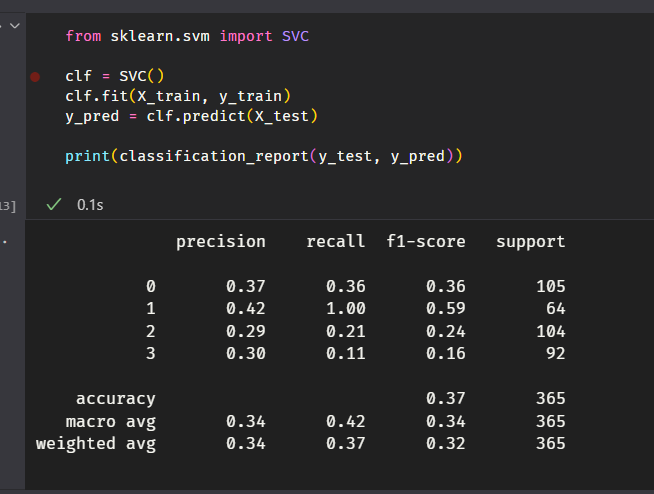 from sklearn.svm import SVC
clf = SVC()
clf.fit(X_train, y_train)
y_pred = clf.predict(X_test)
print(classification_report(y_test, y_pred))
13]
0.1s
precision recall f1-score support
0 0.37 0.36 0.36 105
1 0.42 1.00 0.59 64
2 0.29 0.21 0.24 104
3 0.30 0.11 0.16 92
accuracy 0.37 365
macro avg 0.34 0.42 0.34 365
weighted avg 0.34 0.37 0.32 365